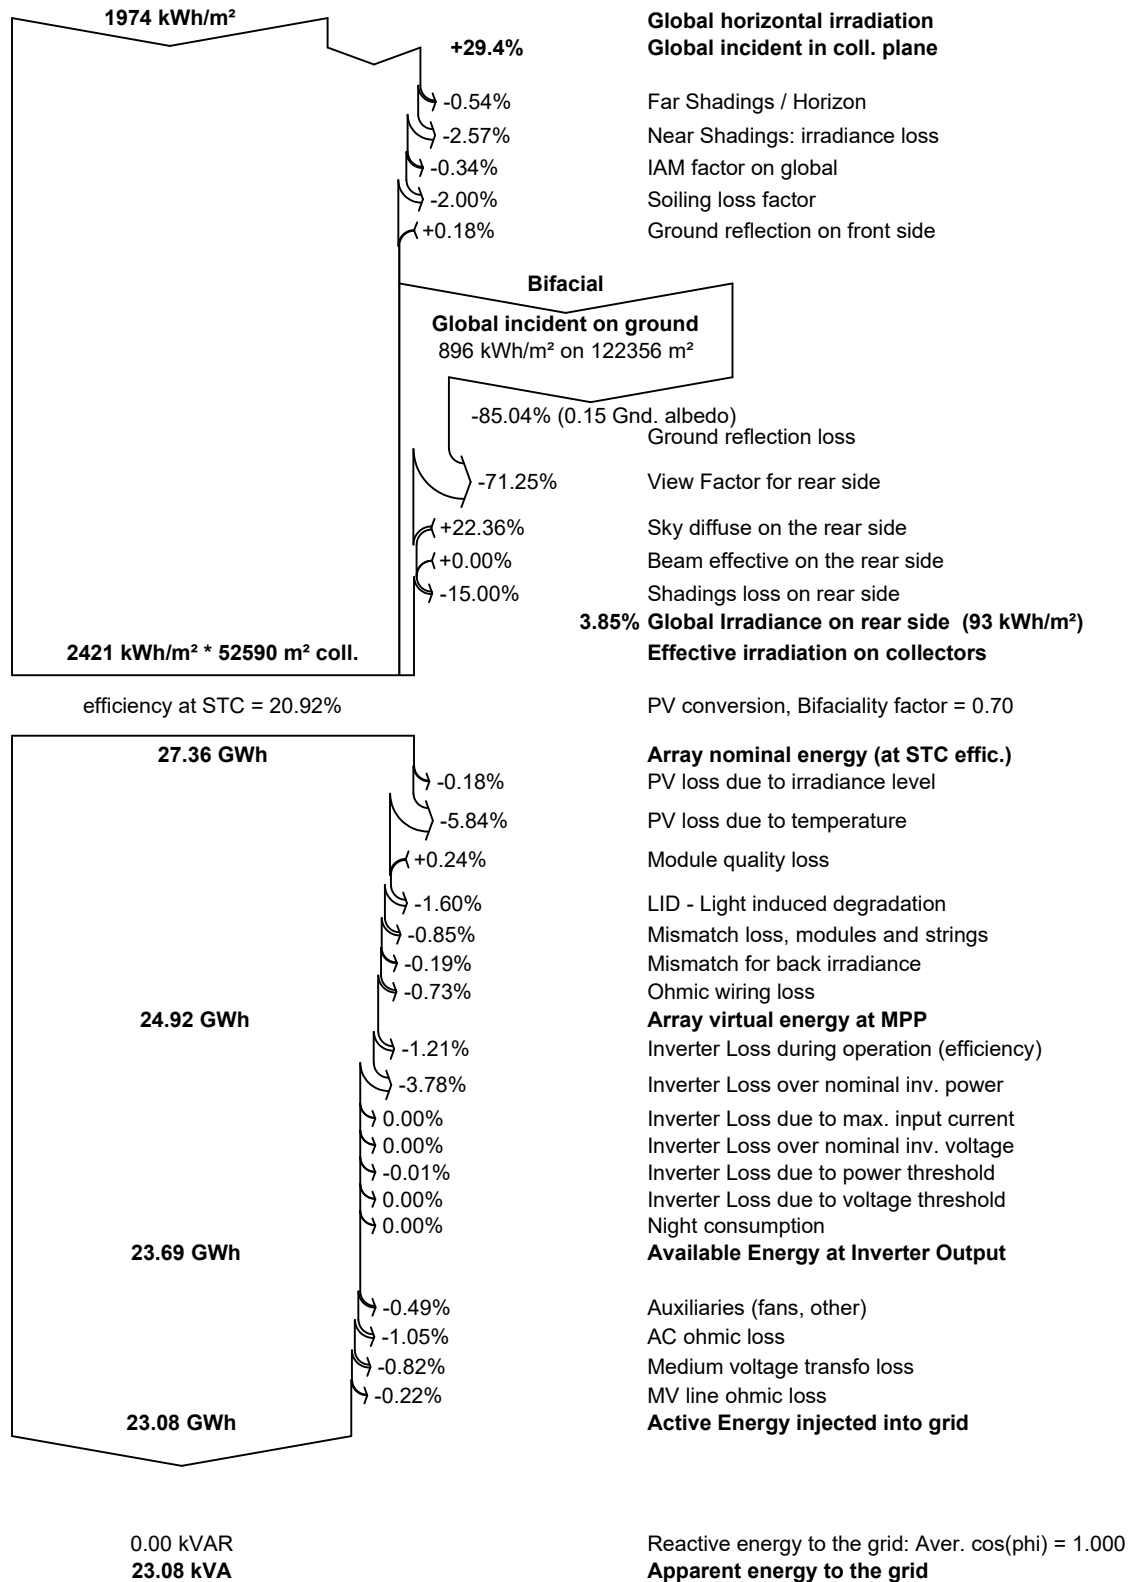 1974 kWh/m² Global horizontal irradiation
+29.4% Global incident in coll. plane
-0.54% Far Shadings / Horizon
-2.57% Near Shadings: irradiance loss
-0.34% IAM factor on global
-2.00% Soiling loss factor
+0.18% Ground reflection on front side
Bifacial
Global incident on ground
896 kWh/m² on 122356 m²
-85.04% (0.15 Gnd. albedo)
Ground reflection loss
-71.25% View Factor for rear side
+22.36% Sky diffuse on the rear side
+0.00% Beam effective on the rear side
-15.00% Shadings loss on rear side
3.85% Global Irradiance on rear side (93 kWh/m²)
2421 kWh/m² * 52590 m² coll. Effective irradiation on collectors
efficiency at STC = 20.92% PV conversion, Bifaciality factor = 0.70
27.36 GWh Array nominal energy (at STC effic.)
-0.18% PV loss due to irradiance level
-5.84% PV loss due to temperature
+0.24% Module quality loss
-1.60% LID - Light induced degradation
-0.85% Mismatch loss, modules and strings
-0.19% Mismatch for back irradiance
-0.73% Ohmic wiring loss
24.92 GWh Array virtual energy at MPP
-1.21% Inverter Loss during operation (efficiency)
-3.78% Inverter Loss over nominal inv. power
0.00% Inverter Loss due to max. input current
0.00% Inverter Loss over nominal inv. voltage
-0.01% Inverter Loss due to power threshold
0.00% Inverter Loss due to voltage threshold
0.00% Night consumption
23.69 GWh Available Energy at Inverter Output
-0.49% Auxiliaries (fans, other)
-1.05% AC ohmic loss
-0.82% Medium voltage transfo loss
-0.22% MV line ohmic loss
23.08 GWh Active Energy injected into grid
0.00 kVAR Reactive energy to the grid: Aver. cos(phi) = 1.000
23.08 kVA Apparent energy to the grid